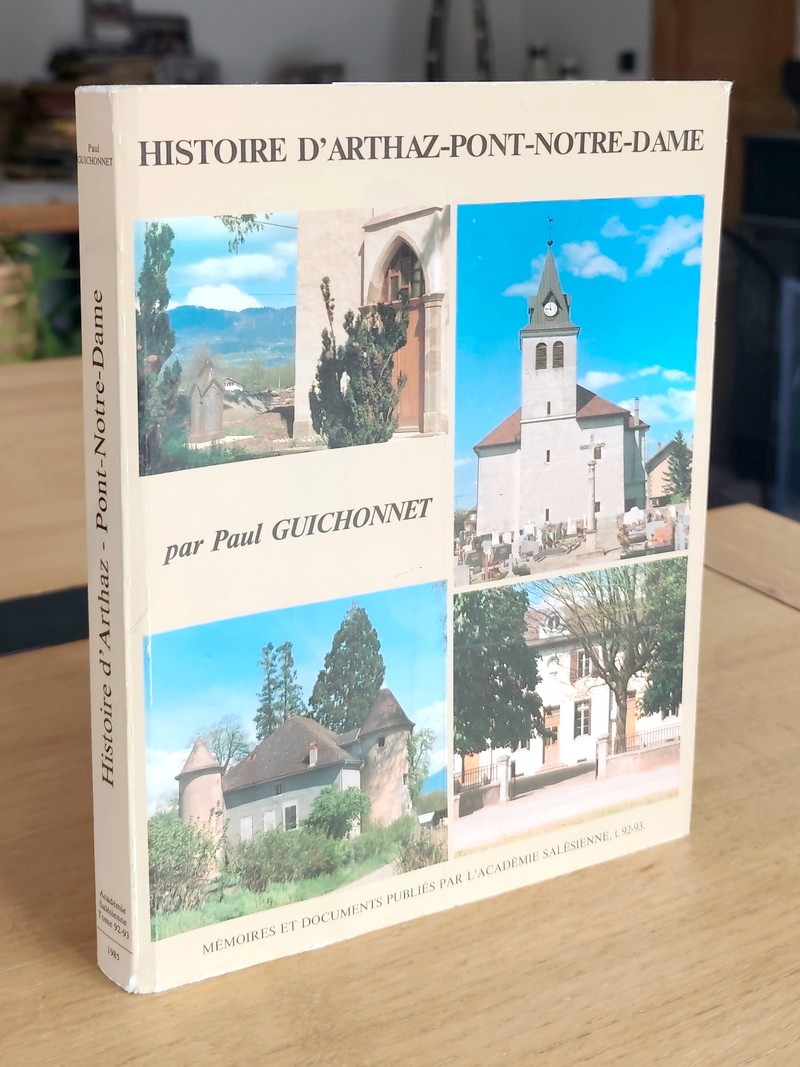 HISTOIRE D'ARTHAZ-PONT-NOTRE-DAME
par Paul GUICHONNET
MÉMOIRES ET DOCUMENTS PUBLIÉS PAR L'ACADÉMIE SALÉSIENNE, t. 92-93.
Paul
GUICHONNET
Histoire d'Arthaz - Pont-Notre-Dame
Académie
Salésienne
Tome 92-93
1985